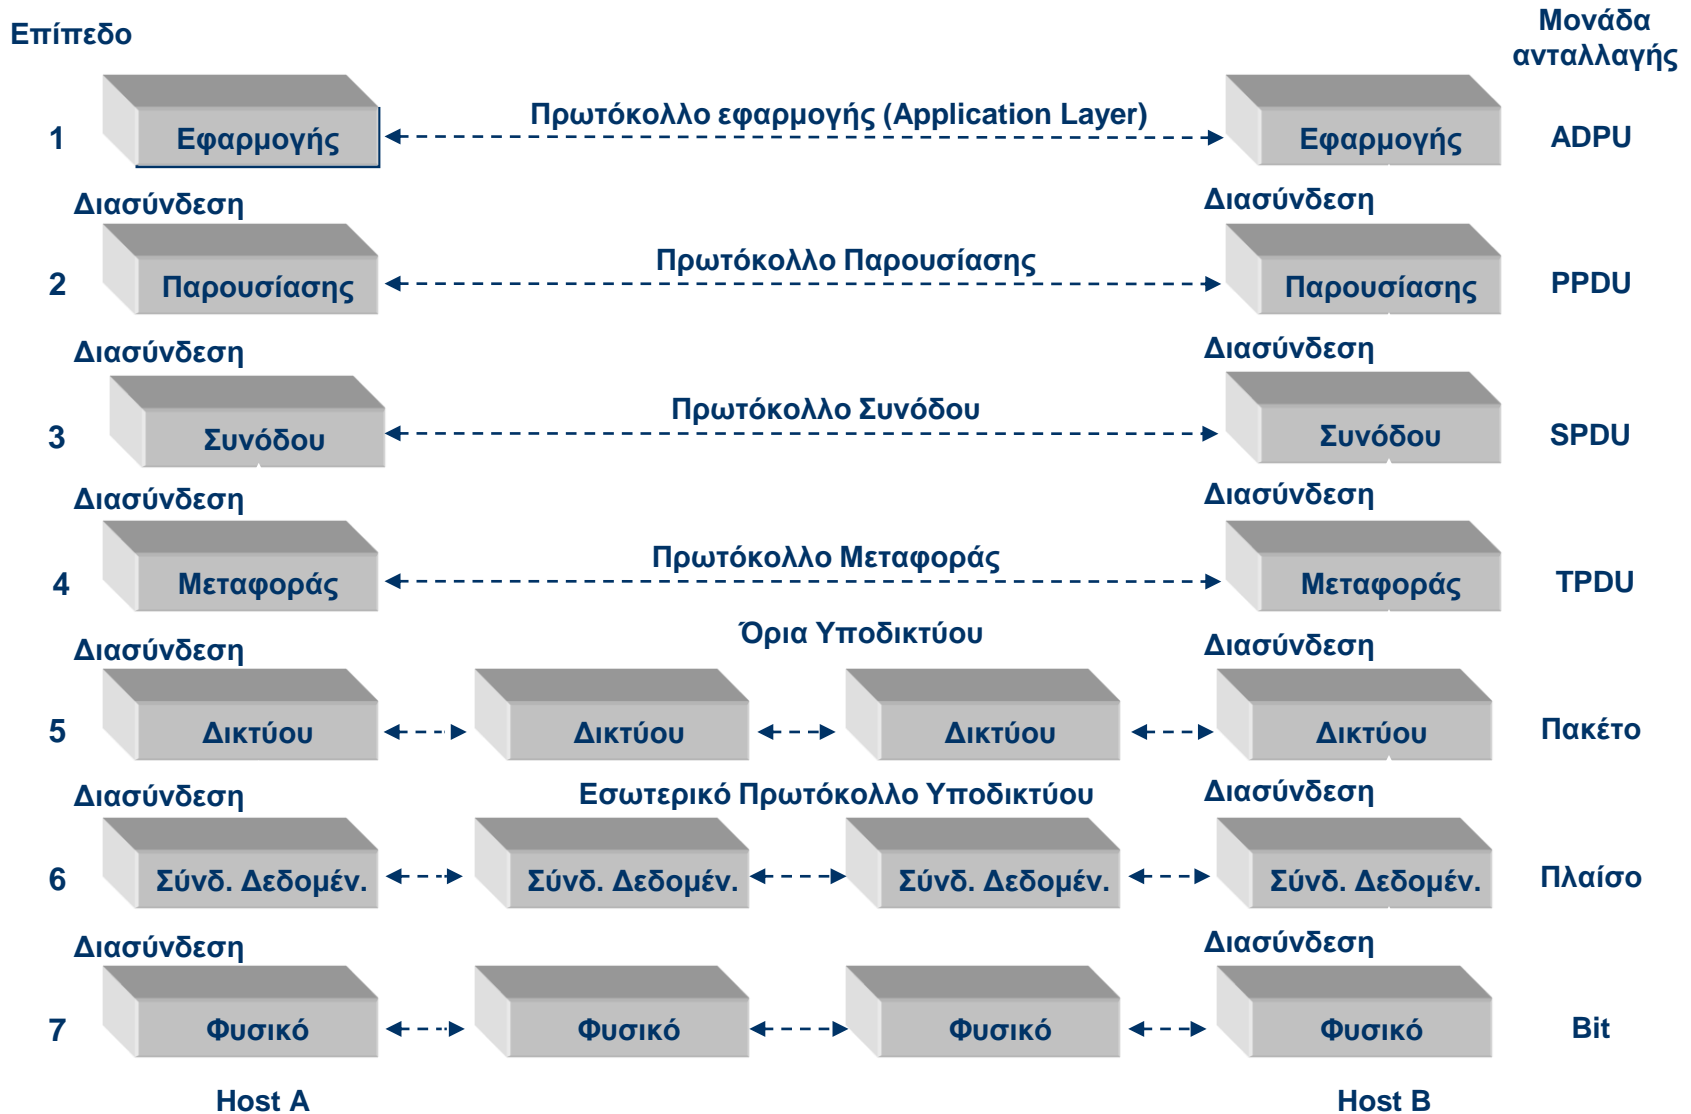 Επίπεδο
Μονάδα
ανταλλαγής
Πρωτόκολλο εφαρμογής (Application Layer)
1 Εφαρμογής Εφαρμογής ADPU
Διασύνδεση Διασύνδεση
Πρωτόκολλο Παρουσίασης
2 Παρουσίασης Παρουσίασης PPDU
Διασύνδεση Διασύνδεση
Πρωτόκολλο Συνόδου
3 Συνόδου Συνόδου SPDU
Διασύνδεση Διασύνδεση
Πρωτόκολλο Μεταφοράς
4 Μεταφοράς Μεταφοράς TPDU
Όρια Υποδικτύου
Διασύνδεση Διασύνδεση
5 Δικτύου Δικτύου Δικτύου Δικτύου Πακέτο
Διασύνδεση Εσωτερικό Πρωτόκολλο Υποδικτύου Διασύνδεση
6 Σύνδ. Δεδομέν. Σύνδ. Δεδομέν. Σύνδ. Δεδομέν. Σύνδ. Δεδομέν. Πλαίσο
Διασύνδεση Διασύνδεση
7 Φυσικό Φυσικό Φυσικό Φυσικό Bit
Host A Host B